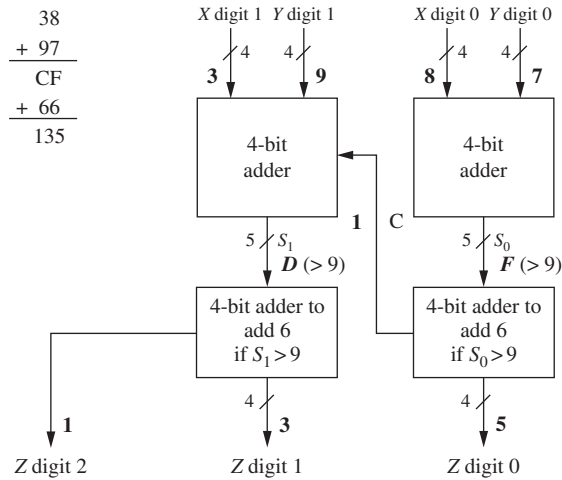 38
+ 97
CF
+ 66
135
X digit 1 Y digit 1 X digit 0 Y digit 0
4 4 4 4
3 9 8 7
4-bit
adder
4-bit
adder
1 C
5 S1 5 S0
D (> 9) F (> 9)
4-bit adder to
add 6
if S1 > 9
4-bit adder to
add 6
if S0 > 9
4 4
1 3 5
Z digit 2 Z digit 1 Z digit 0